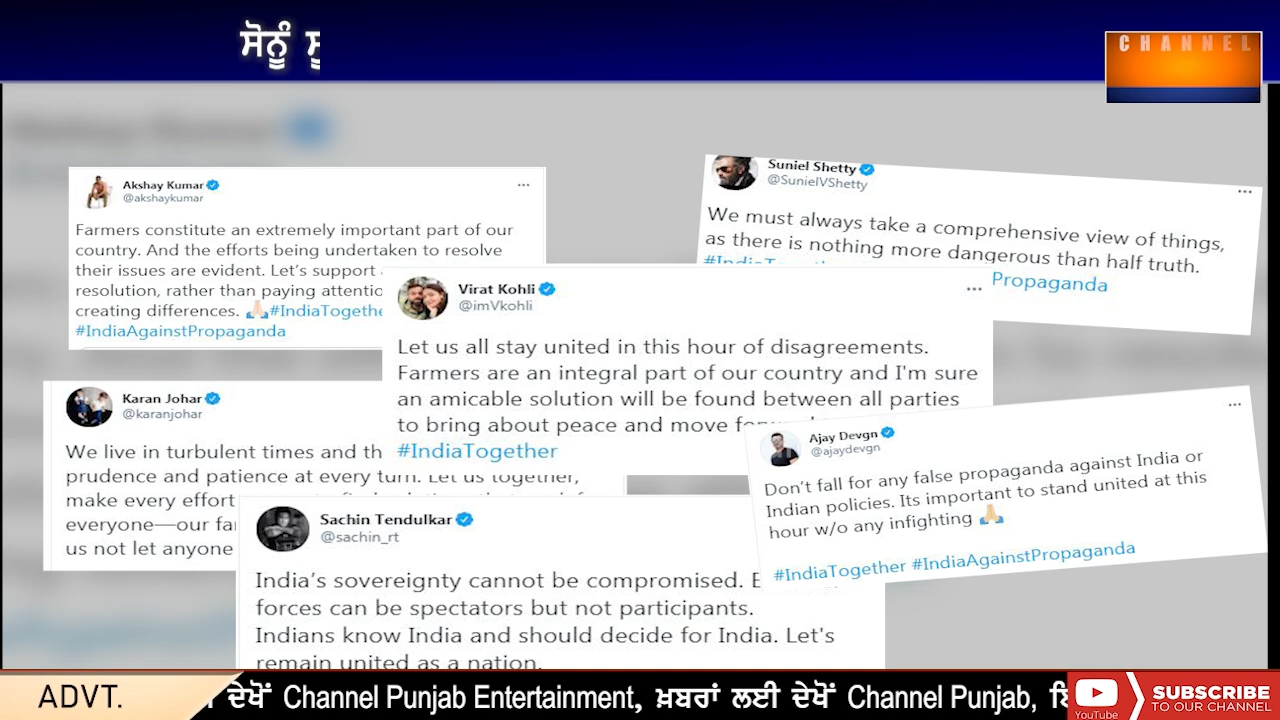 ਸੋਨੂੰ
CHANNEL
Akshay Kumar
@akshaykumar
Farmers constitute an extremely important part of our
country. And the efforts being undertaken to resolve
their issues are evident. Let's support
resolution, rather than paying
creating differences. 🙏🏻#IndiaTogether
#IndiaAgainstPropaganda
Suniel Shetty
@SunielVShetty
We must always take a comprehensive view of things,
as there is nothing more dangerous than half truth.
Propaganda
Virat Kohli
@imVkohli
Let us all stay united in this hour of disagreements.
Farmers are an integral part of our country and I'm sure
an amicable solution will be found between all parties
to bring about peace and move
#IndiaTogether
Karan Johar
@karanjohar
We live in turbulent times and
prudence and patience at every turn. Let us together,
make every effort
everyone—our
us not let anyone
Ajay Devgn
@ajaydevgn
Don't fall for any false propaganda against India or
Indian policies. Its important to stand united at this
hour w/o any infighting 🙏🏻
#IndiaTogether #IndiaAgainstPropaganda
Sachin Tendulkar
@sachin_rt
India's sovereignty cannot be compromised.
forces can be spectators but not participants.
Indians know India and should decide for India. Let's
remain united as a nation.
ADVT.
ਦੇਖੋਂ Channel Punjab Entertainment, ਖ਼ਬਰਾਂ ਲਈ ਦੇਖੋਂ Channel Punjab,
YouTube
SUBSCRIBE
TO OUR CHANNEL